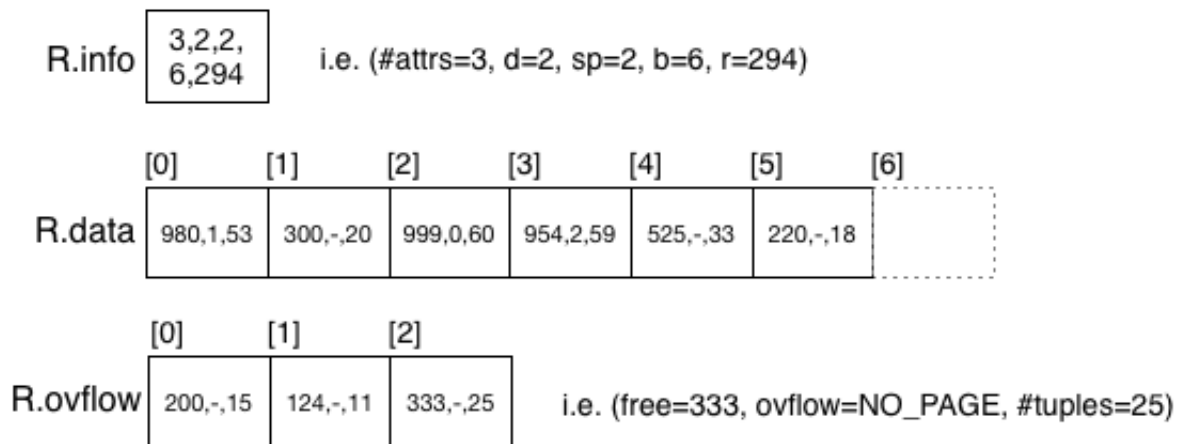 R.info 3,2,2, i.e. (#attrs=3, d=2, sp=2, b=6, r=294)
6,294
[0] [1] [2] [3] [4] [5] [6]
R.data 980,1,53 300,-,20 999,0,60 954,2,59 525,-,33 220,-,18
[0] [1] [2]
R.ovflow 200,-,15 124,-,11 333,-,25 i.e. (free=333, ovflow=NO_PAGE, #tuples=25)